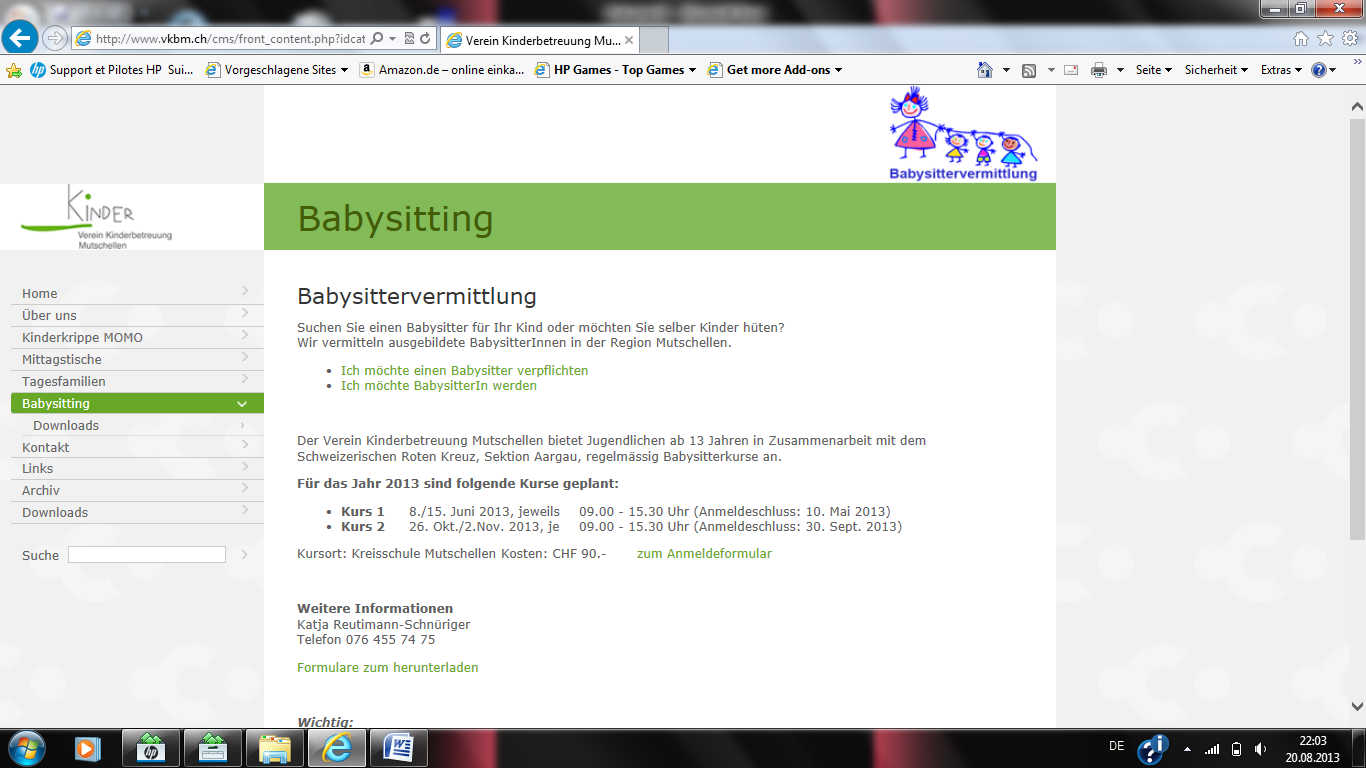 http://www.vkbm.ch/cms/front_content.php?idcat
Verein Kinderbetreuung Mu...
Support et Pilotes HP Sui...
Vorgeschlagene Sites
Amazon.de – online einka...
HP Games - Top Games
Get more Add-ons
Seite
Sicherheit
Extras
Babysittervermittlung
KINDER
Verein Kinderbetreuung
Mutschellen
Babysitting
Home
Über uns
Kinderkrippe MOMO
Mittagstische
Tagesfamilien
Babysitting
Downloads
Kontakt
Links
Archiv
Downloads
Suche
Babysittervermittlung
Suchen Sie einen Babysitter für Ihr Kind oder möchten Sie selber Kinder hüten?
Wir vermitteln ausgebildete BabysitterInnen in der Region Mutschellen.
• Ich möchte einen Babysitter verpflichten
• Ich möchte BabysitterIn werden
Der Verein Kinderbetreuung Mutschellen bietet Jugendlichen ab 13 Jahren in Zusammenarbeit mit dem
Schweizerischen Roten Kreuz, Sektion Aargau, regelmässig Babysitterkurse an.
Für das Jahr 2013 sind folgende Kurse geplant:
• Kurs 1 8./15. Juni 2013, jeweils 09.00 - 15.30 Uhr (Anmeldeschluss: 10. Mai 2013)
• Kurs 2 26. Okt./2.Nov. 2013, je 09.00 - 15.30 Uhr (Anmeldeschluss: 30. Sept. 2013)
Kursort: Kreisschule Mutschellen Kosten: CHF 90.- zum Anmeldeformular
Weitere Informationen
Katja Reutimann-Schnüriger
Telefon 076 455 74 75
Formulare zum herunterladen
Wichtig:
DE
22:03
20.08.2013